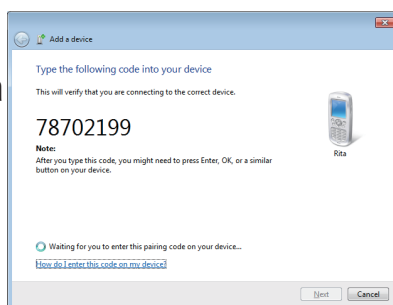 Add a device
Type the following code into your device
This will verify that you are connecting to the correct device.
78702199
Note:
After you type this code, you might need to press Enter, OK, or a similar
button on your device.
Rita
Waiting for you to enter this pairing code on your device...
How do I enter this code on my device?
Next Cancel